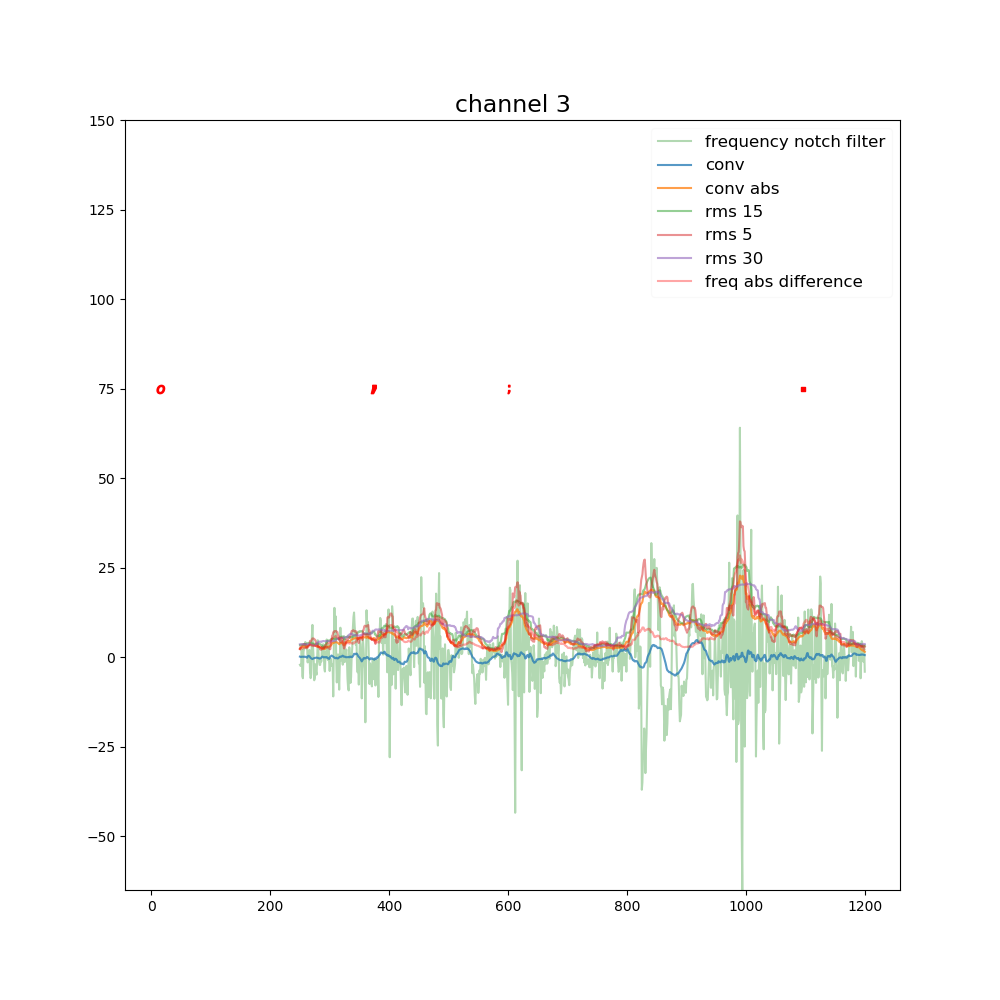 channel 3
150
125
100
75
50
25
0
−25
−50
frequency notch filter
conv
conv abs
rms 15
rms 5
rms 30
freq abs difference
o
;
0 200 400 600 800 1000 1200